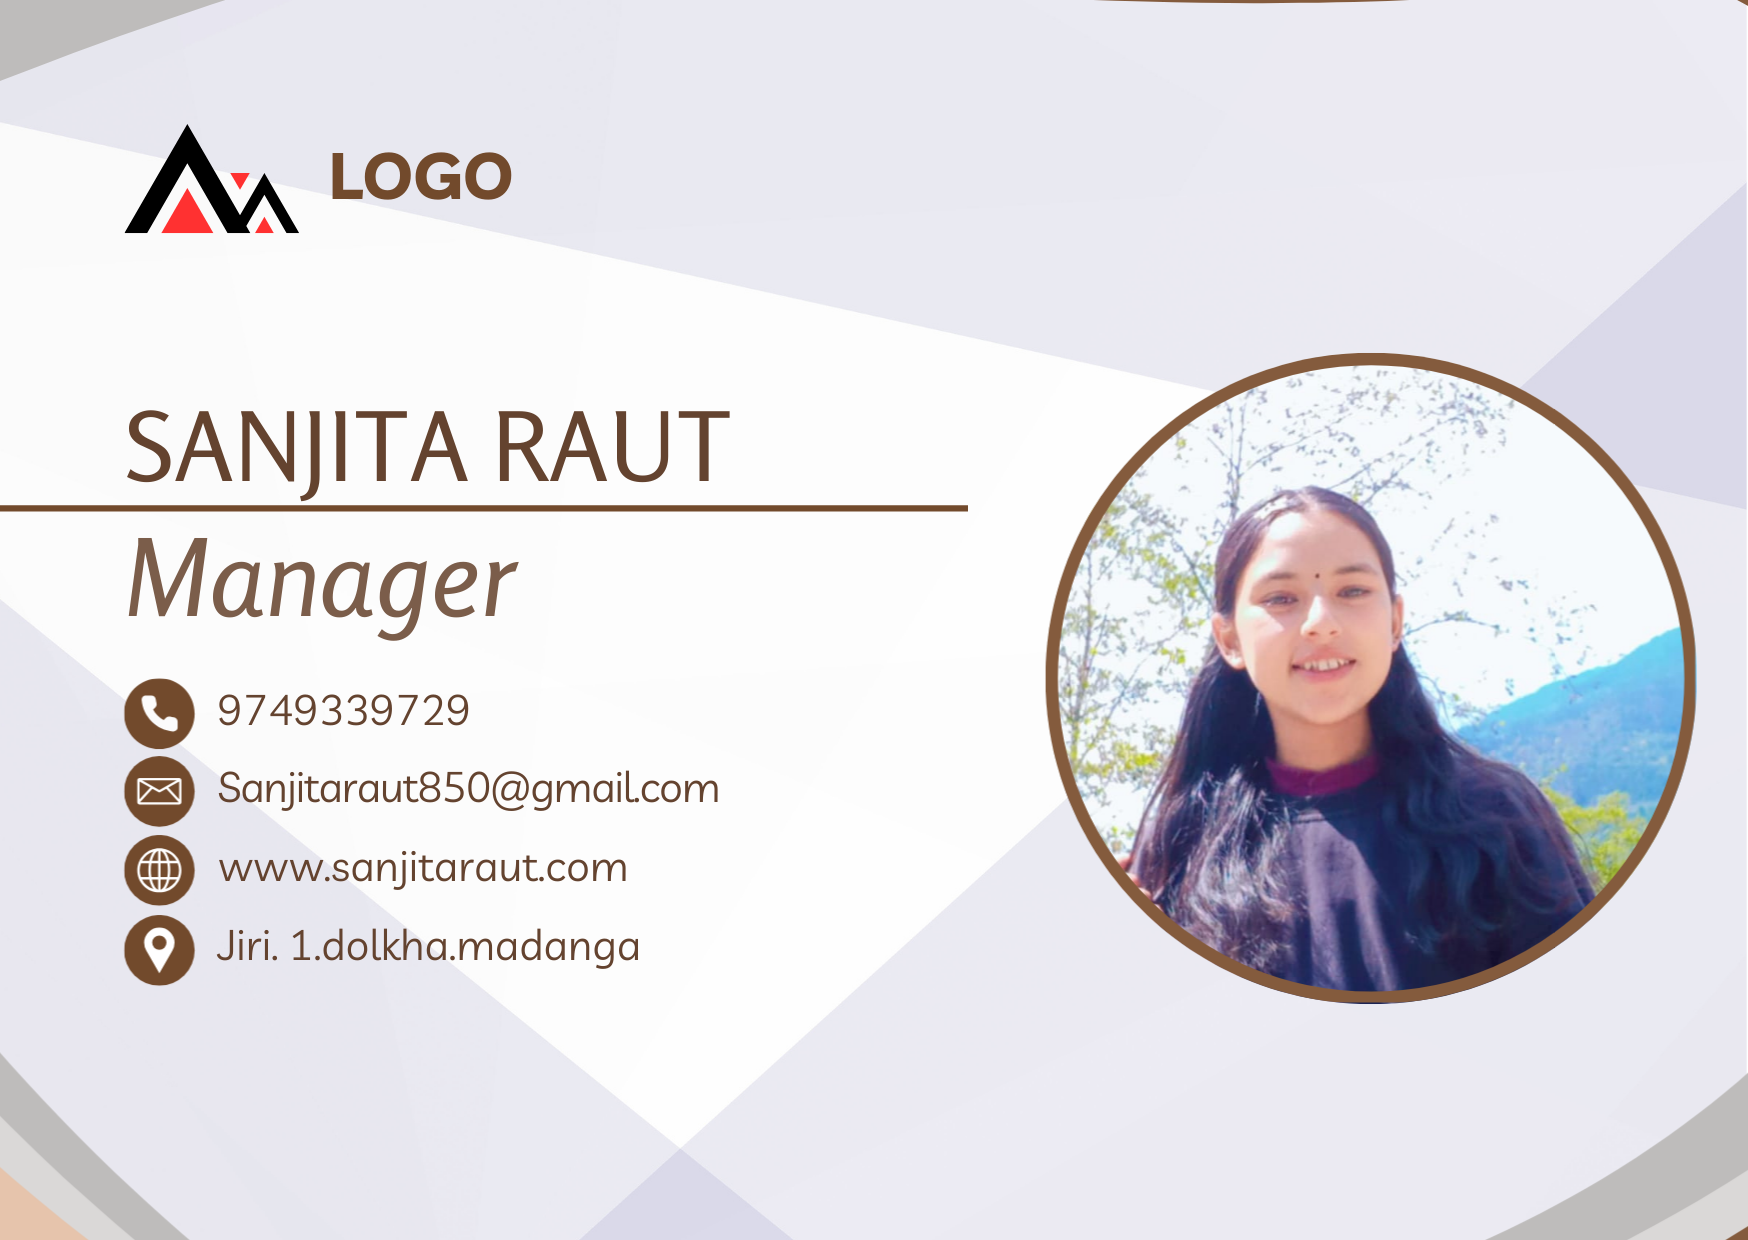 LOGO
SANJITA RAUT
Manager
9749339729
Sanjitaraut850@gmail.com
www.sanjitaraut.com
Jiri. 1.dolkha.madanga